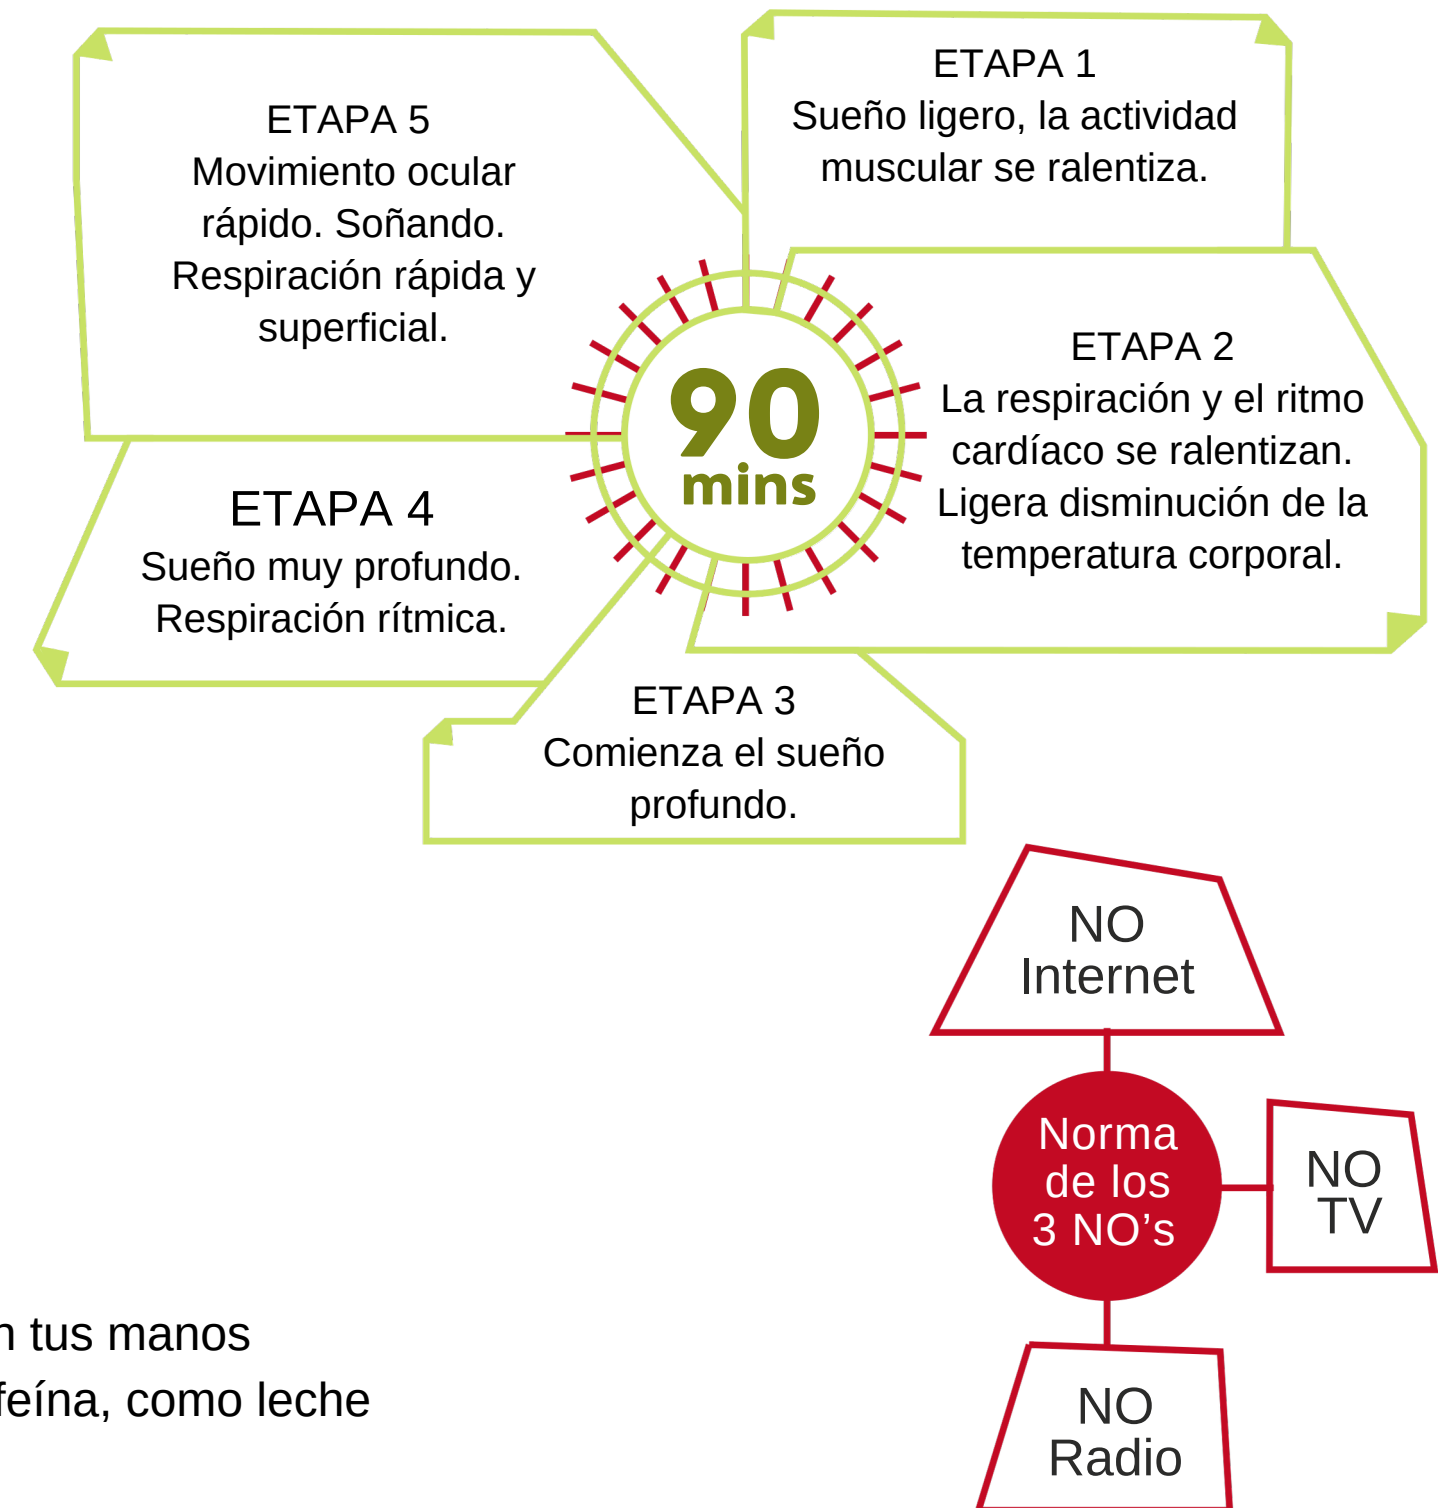 ETAPA 1
Sueño ligero, la actividad
muscular se ralentiza.
ETAPA 2
La respiración y el ritmo
cardíaco se ralentizan.
Ligera disminución de la
temperatura corporal.
ETAPA 3
Comienza el sueño
profundo.
ETAPA 4
Sueño muy profundo.
Respiración rítmica.
ETAPA 5
Movimiento ocular
rápido. Soñando.
Respiración rápida y
superficial.
90
mins
NO
Internet
Norma
de los
3 NO’s
NO
TV
NO
Radio
tus manos
como leche